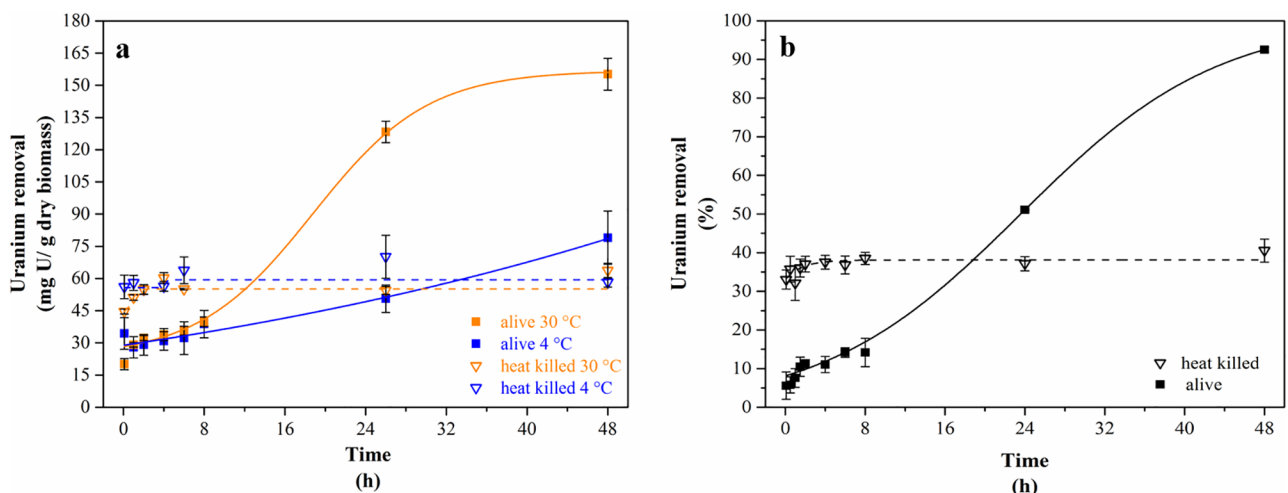 a
Uranium removal
(mg U/ g dry biomass)
180
165
150
135
120
105
90
75
60
45
30
15
0
0 8 16 24 32 40 48
Time
(h)
alive 30 °C
alive 4 °C
heat killed 30 °C
heat killed 4 °C
b
Uranium removal
(%)
100
90
80
70
60
50
40
30
20
10
0
0 8 16 24 32 40 48
Time
(h)
heat killed
alive